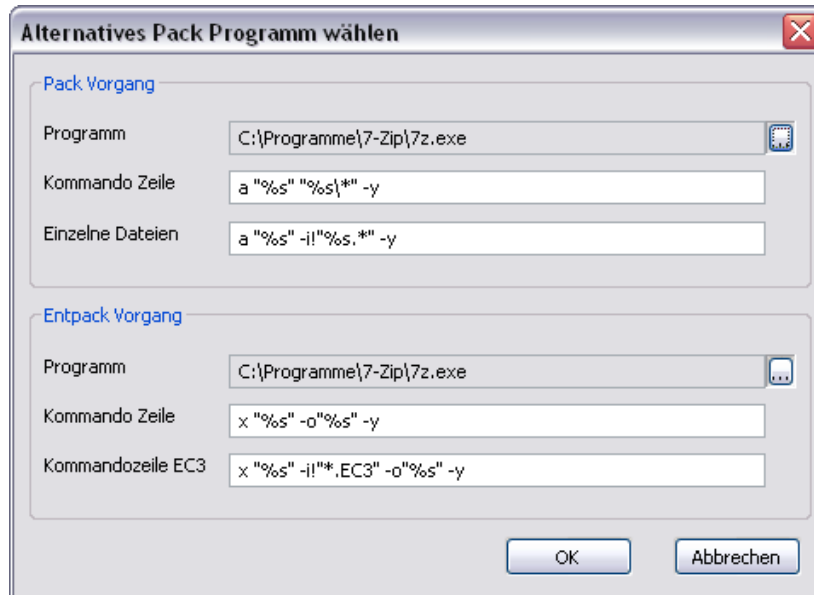 Alternatives Pack Programm wählen
Pack Vorgang
Programm C:\Programme\7-Zip\7z.exe ...
Kommando Zeile a "%s" "%s\*" -y
Einzelne Dateien a "%s" -i!"%s.*" -y
Entpack Vorgang
Programm C:\Programme\7-Zip\7z.exe ...
Kommando Zeile x "%s" -o"%s" -y
Kommandozeile EC3 x "%s" -i!"*.EC3" -o"%s" -y
OK Abbrechen